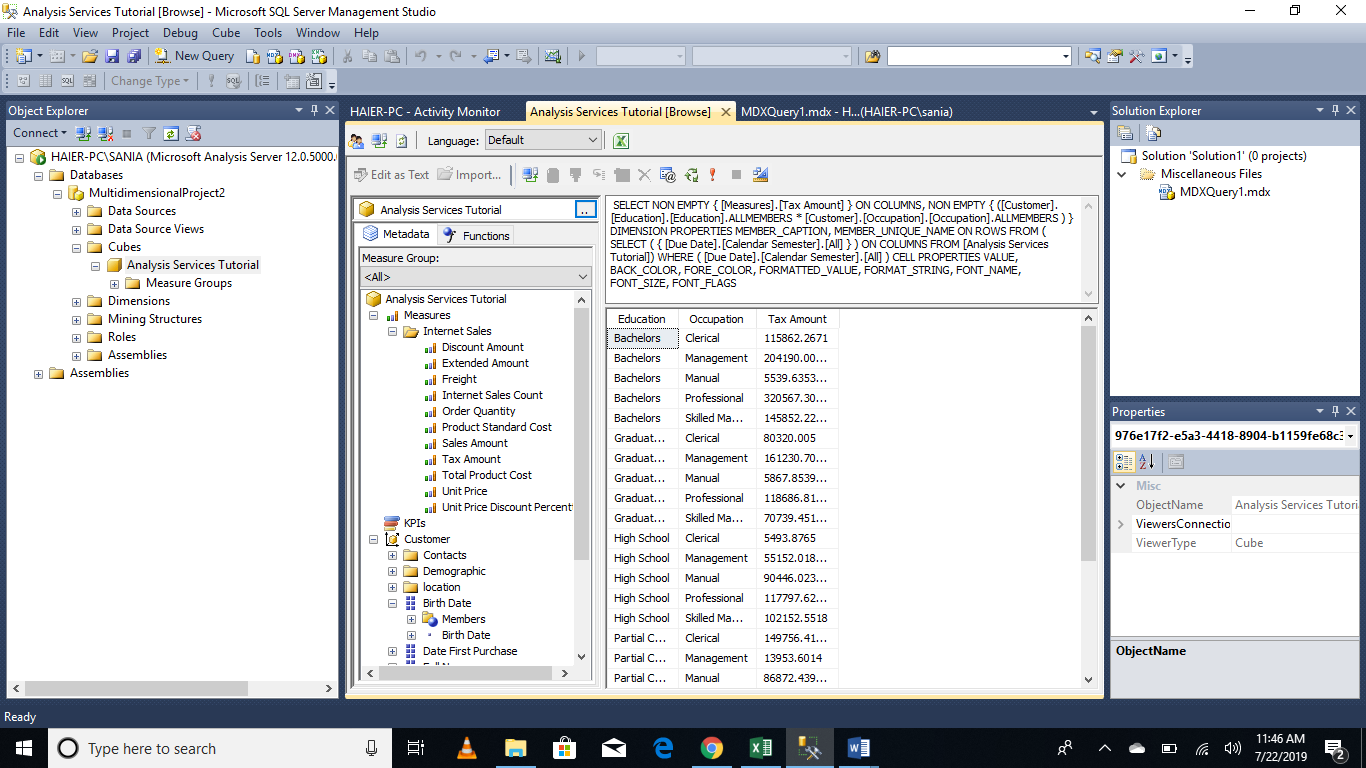 Analysis Services Tutorial [Browse] - Microsoft SQL Server Management Studio
File Edit View Project Debug Cube Tools Window Help
New Query
Change Type
Object Explorer
Connect
HAIER-PC\SANIA (Microsoft Analysis Server 12.0.5000.
Databases
MultidimensionalProject2
Data Sources
Data Source Views
Cubes
Analysis Services Tutorial
Measure Groups
Dimensions
Mining Structures
Roles
Assemblies
Assemblies
HAIER-PC - Activity Monitor
Analysis Services Tutorial [Browse]
MDXQuery1.mdx - H...(HAIER-PC\sania)
Language: Default
Edit as Text Import...
Analysis Services Tutorial ..
Metadata Functions
Measure Group:
<All>
Analysis Services Tutorial
Measures
Internet Sales
Discount Amount
Extended Amount
Freight
Internet Sales Count
Order Quantity
Product Standard Cost
Sales Amount
Tax Amount
Total Product Cost
Unit Price
Unit Price Discount Percent
KPIs
Customer
Contacts
Demographic
location
Birth Date
Members
Birth Date
Date First Purchase
SELECT NON EMPTY { [Measures].[Tax Amount] } ON COLUMNS, NON EMPTY { ([Customer].
[Education].[Education].ALLMEMBERS * [Customer].[Occupation].[Occupation].ALLMEMBERS ) }
DIMENSION PROPERTIES MEMBER_CAPTION, MEMBER_UNIQUE_NAME ON ROWS FROM (
SELECT ( { [Due Date].[Calendar Semester].[All] } ) ON COLUMNS FROM [Analysis Services
Tutorial]) WHERE ( [Due Date].[Calendar Semester].[All] ) CELL PROPERTIES VALUE,
BACK_COLOR, FORE_COLOR, FORMATTED_VALUE, FORMAT_STRING, FONT_NAME,
FONT_SIZE, FONT_FLAGS
Education Occupation Tax Amount
Bachelors Clerical 115862.2671
Bachelors Management 204190.00...
Bachelors Manual 5539.6353...
Bachelors Professional 320567.30...
Bachelors Skilled Ma... 145852.22...
Graduat... Clerical 80320.005
Graduat... Management 161230.70...
Graduat... Manual 5867.8539...
Graduat... Professional 118686.81...
Graduat... Skilled Ma... 70739.451...
High School Clerical 5493.8765
High School Management 55152.018...
High School Manual 90446.023...
High School Professional 117797.62...
High School Skilled Ma... 102152.5518
Partial C... Clerical 149756.41...
Partial C... Management 13953.6014
Partial C... Manual 86872.439...
Solution Explorer
Solution 'Solution1' (0 projects)
Miscellaneous Files
MDXQuery1.mdx
Properties
976e17f2-e5a3-4418-8904-b1159fe68c3
Misc
ObjectName Analysis Services Tutori
ViewersConnectio
ViewerType Cube
ObjectName
Ready
Type here to search
11:46 AM
7/22/2019
2